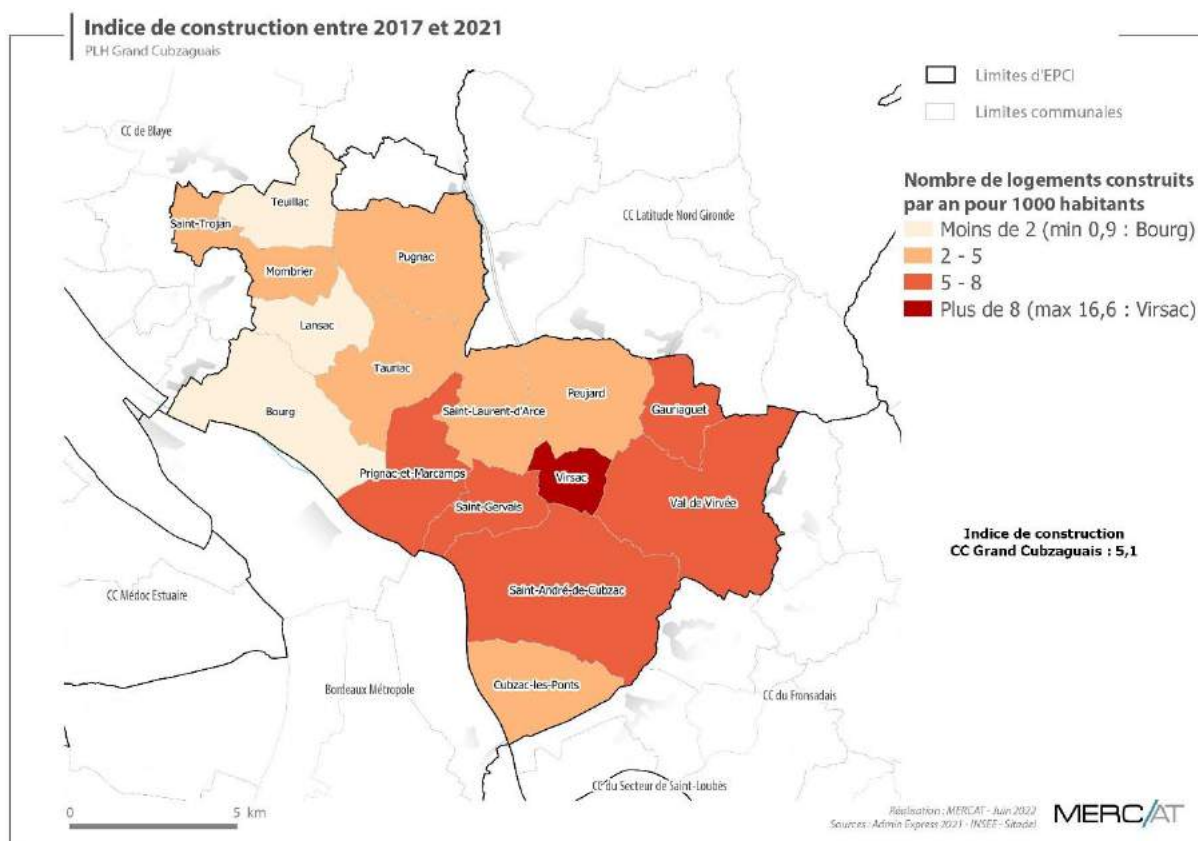 Indice de construction entre 2017 et 2021
PLH Grand Cubzaguais
Limites d'EPCI
Limites communales
Nombre de logements construits
par an pour 1000 habitants
Moins de 2 (min 0,9 : Bourg)
2 - 5
5 - 8
Plus de 8 (max 16,6 : Virsac)
CC de Blaye
Teuillac
Saint-Trojan
CC Latitude Nord Gironde
Pugnac
Mombrier
Lansac
Tauriac
Peujard
Bourg
Saint-Laurent-d'Arce
Gauriaguet
Prignac-et-Marcamps
Virsac
Saint-Gervais
Val de Virvée
Indice de construction
CC Grand Cubzaguais : 5,1
Saint-André-de-Cubzac
CC Médoc Estuaire
Cubzac-les-Ponts
Bordeaux Métropole
CC du Fronsadais
CC du Secteur de Saint-Loubès
0 5 km
Réalisation : MERCAT - Juin 2022
Sources : Admin Express 2021 - INSEE - Sitadel
MERC/AT